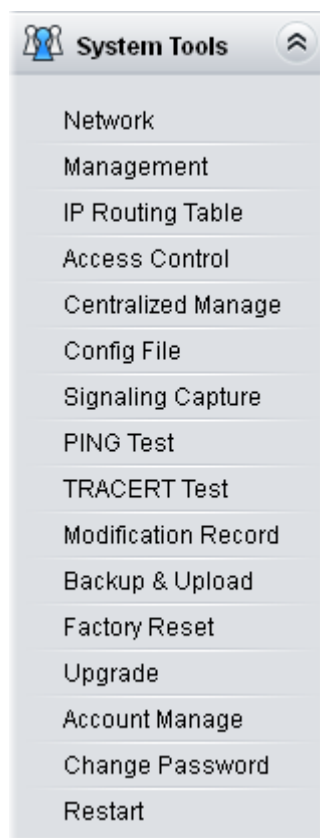 System Tools
Network
Management
IP Routing Table
Access Control
Centralized Manage
Config File
Signaling Capture
PING Test
TRACERT Test
Modification Record
Backup & Upload
Factory Reset
Upgrade
Account Manage
Change Password
Restart